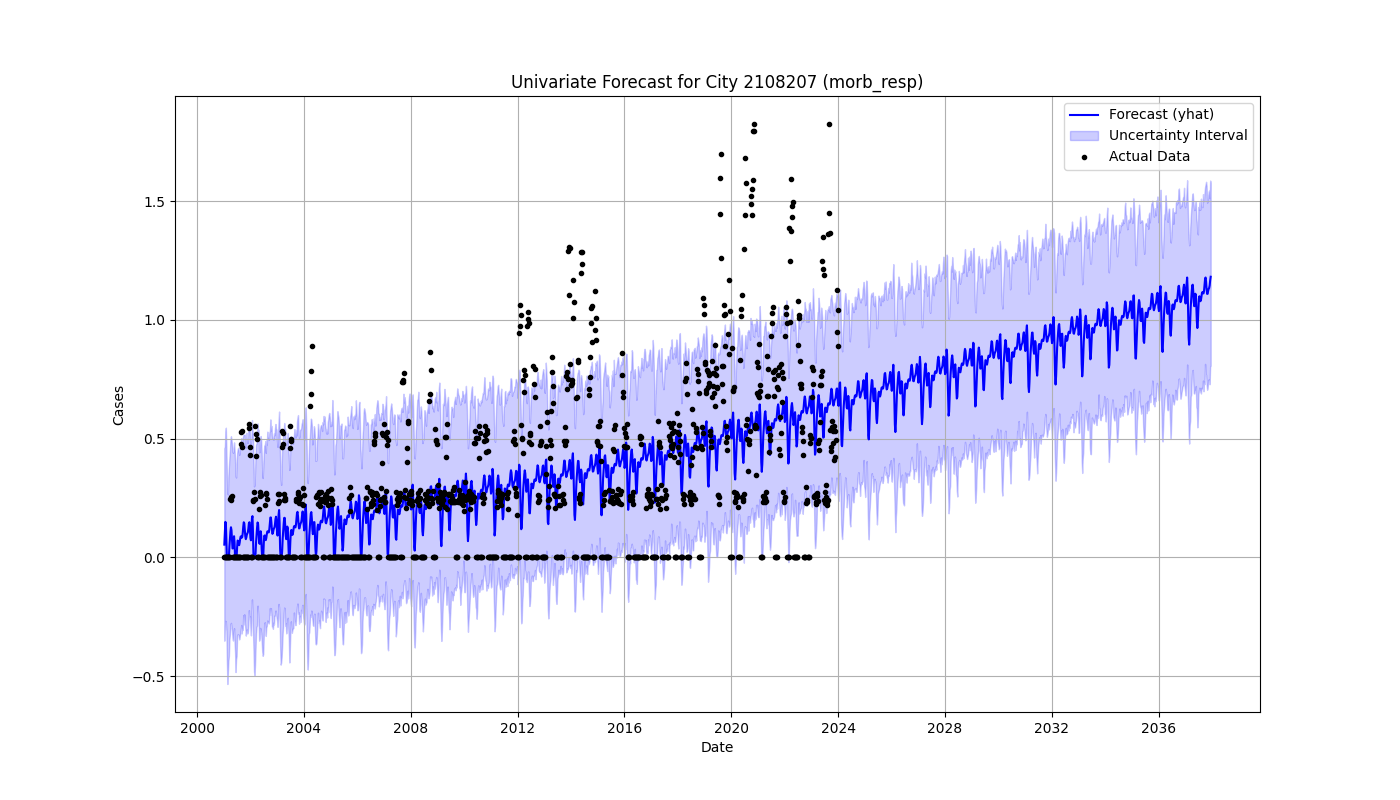 Univariate Forecast for City 2108207 (morb_resp)
Forecast (yhat)
Uncertainty Interval
Actual Data
Cases
1.5
1.0
0.5
0.0
−0.5
2000 2004 2008 2012 2016 2020 2024 2028 2032 2036
Date